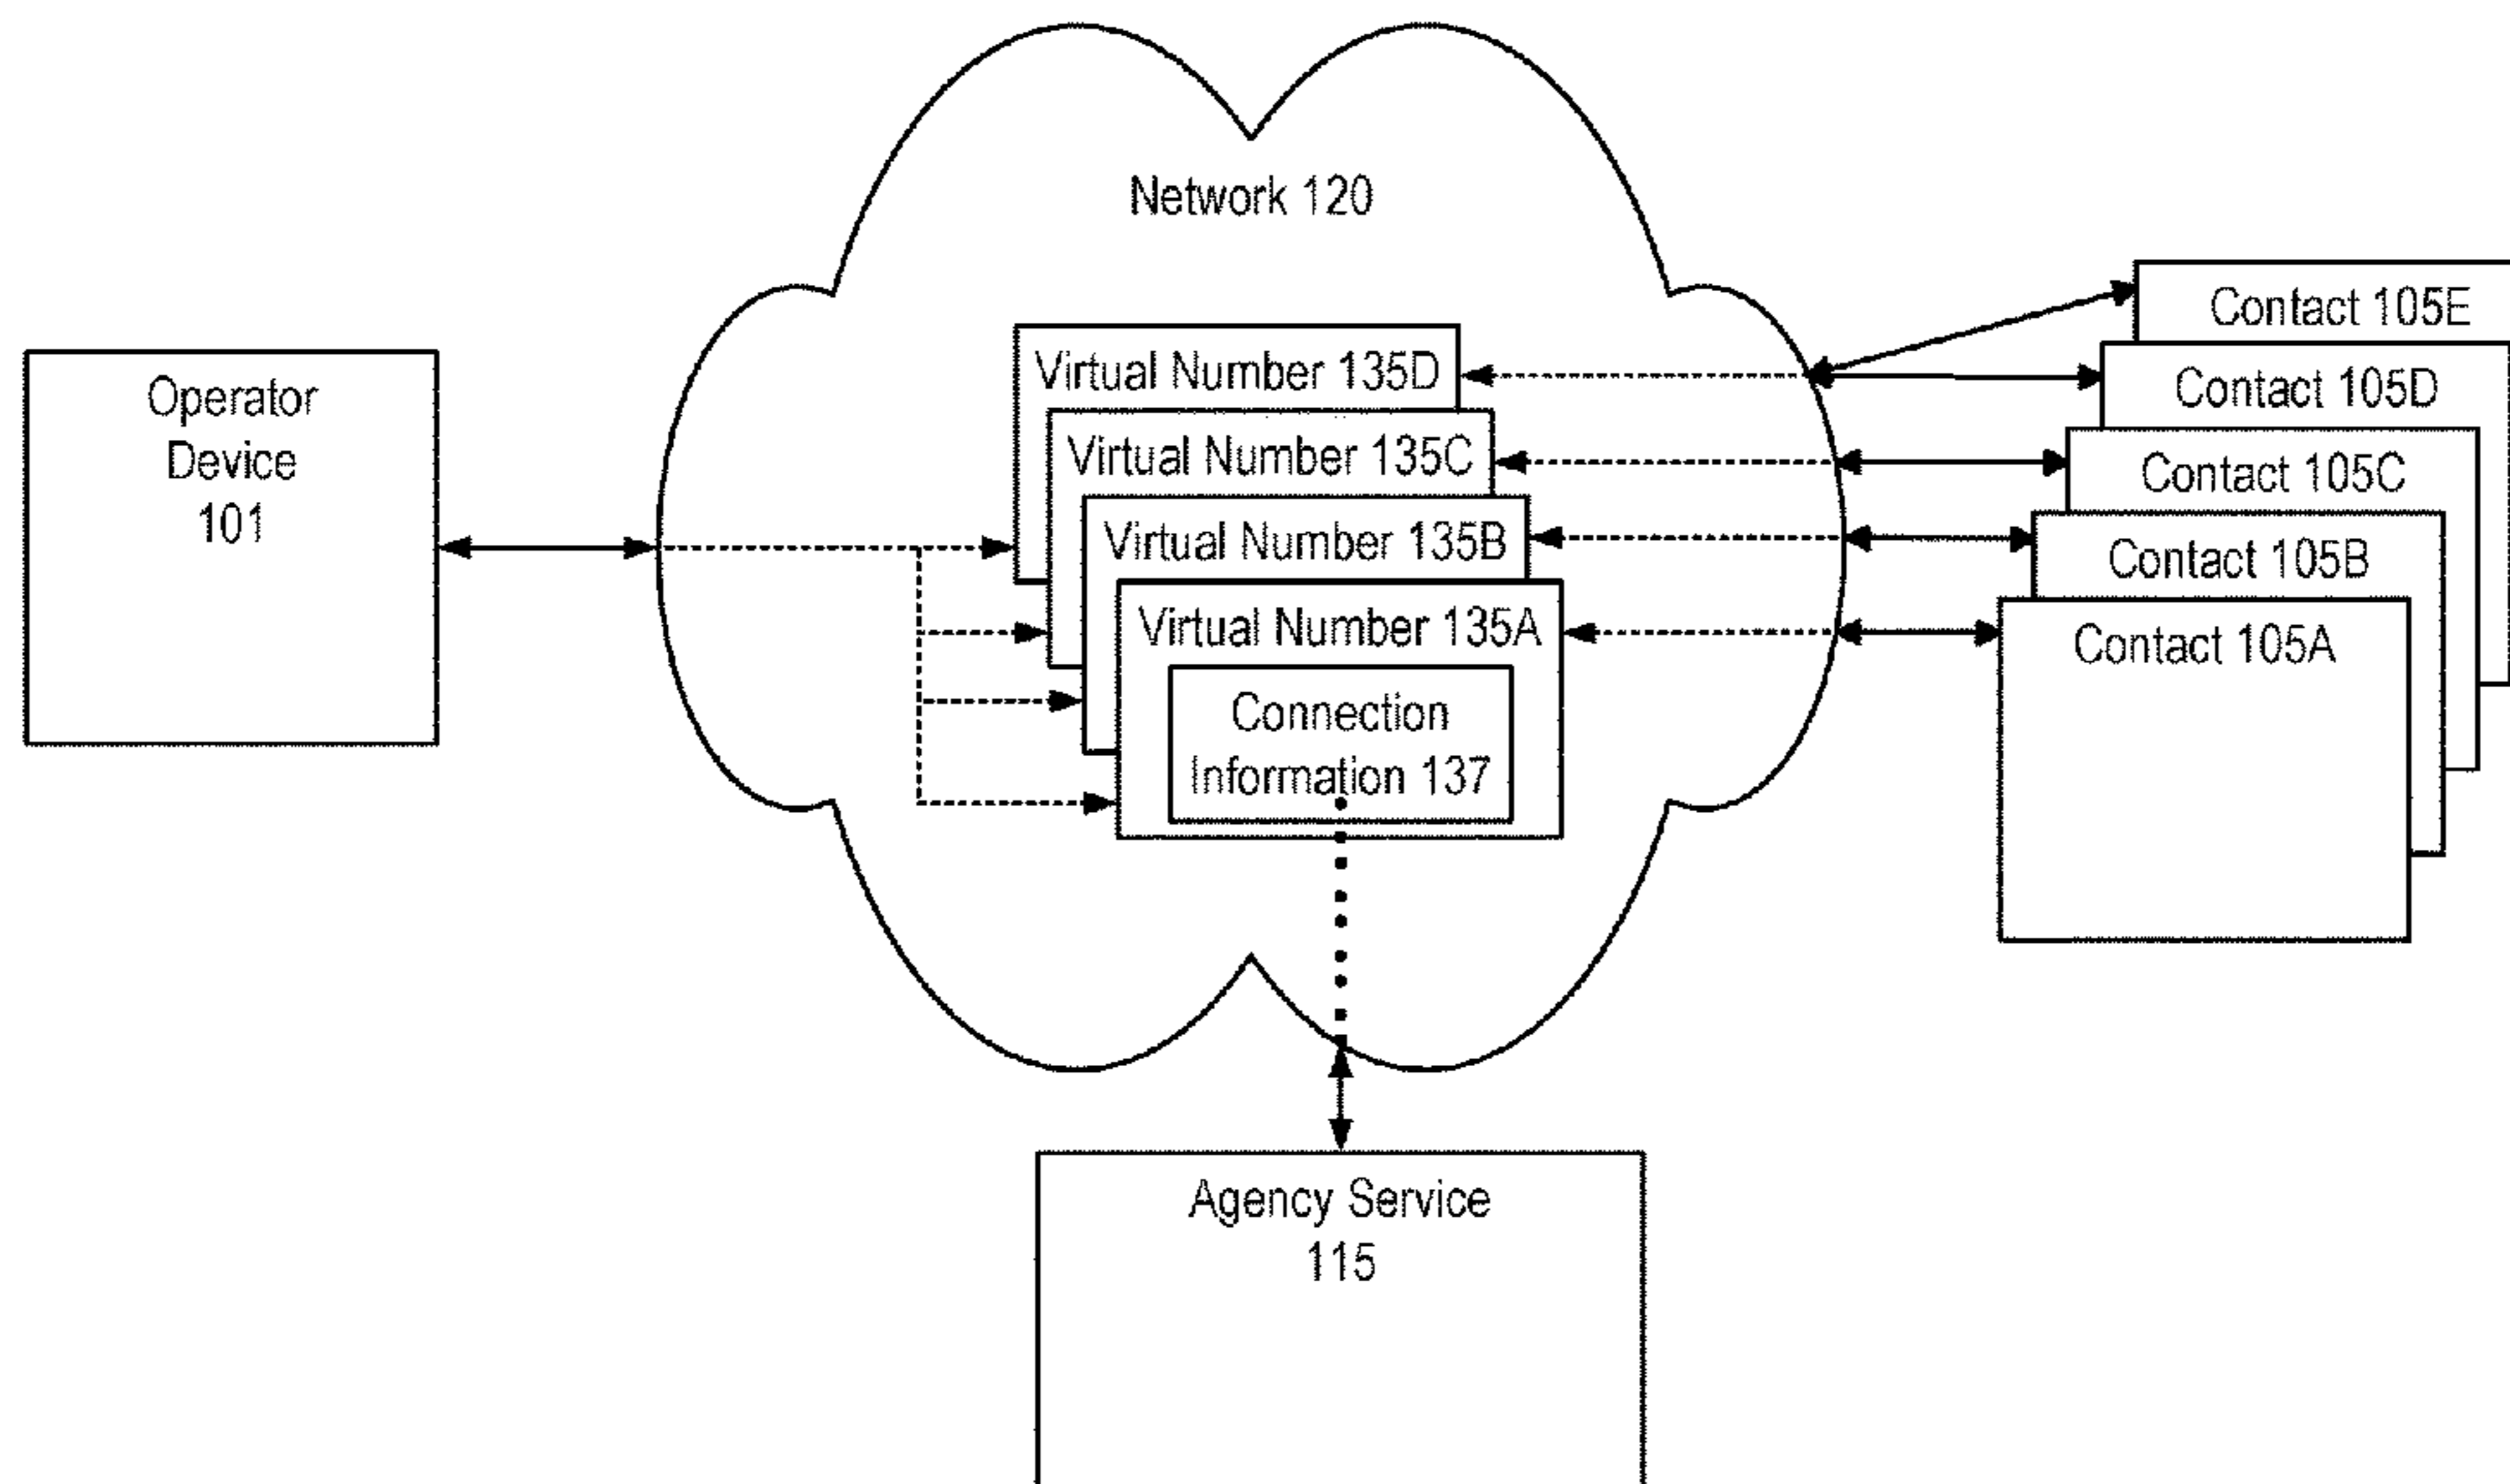 Network 120
Operator
Device
101
Virtual Number 135D
Virtual Number 135C
Virtual Number 135B
Virtual Number 135A
Connection
Information 137
Contact 105E
Contact 105D
Contact 105C
Contact 105B
Contact 105A
Agency Service
115